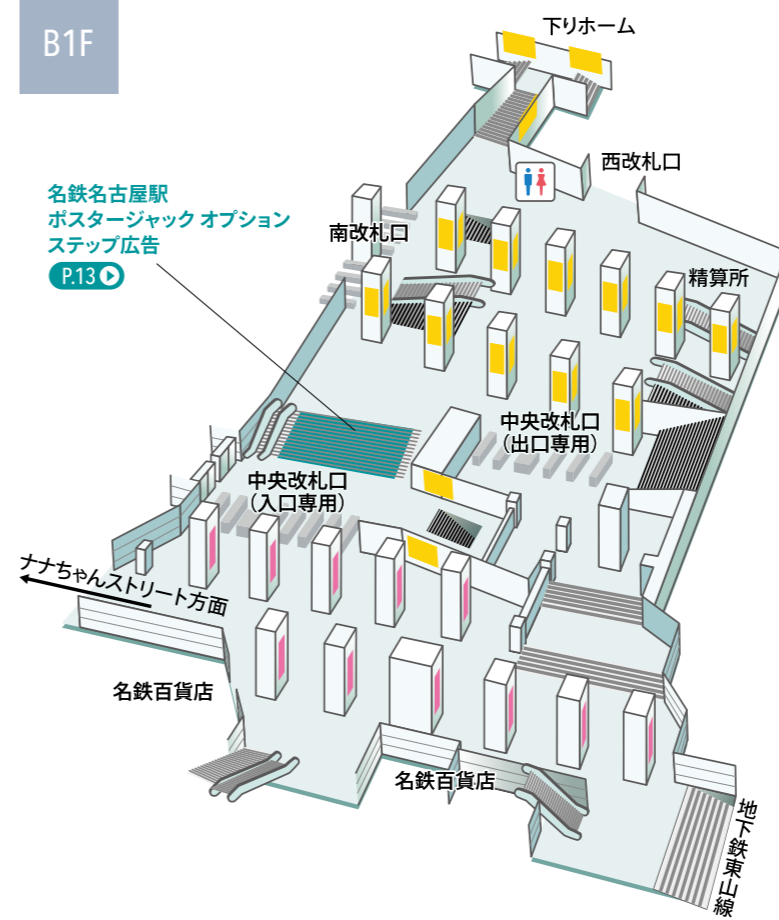 B1F
下りホーム
西改札口
名鉄名古屋駅
ポスタージャック オプション
ステップ広告
P.13
南改札口
精算所
中央改札口
（出口専用）
中央改札口
（入口専用）
ナナちゃんストリート方面
名鉄百貨店
名鉄百貨店
地下鉄東山線